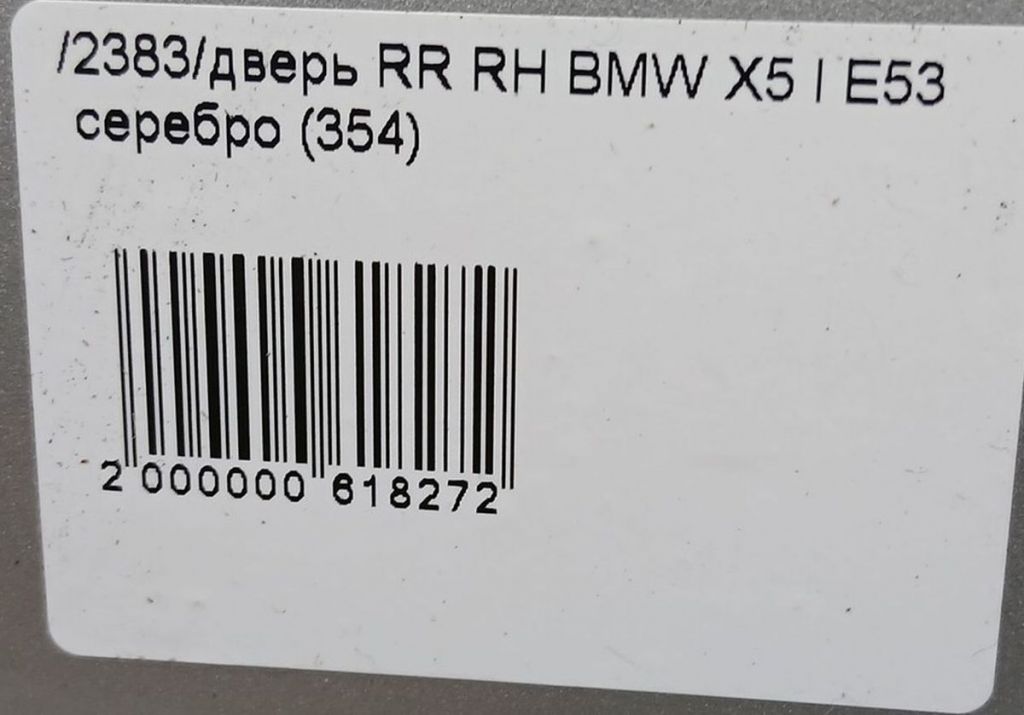 /2383/дверь RR RH BMW X5 I E53
серебро (354)
2 000000 618272